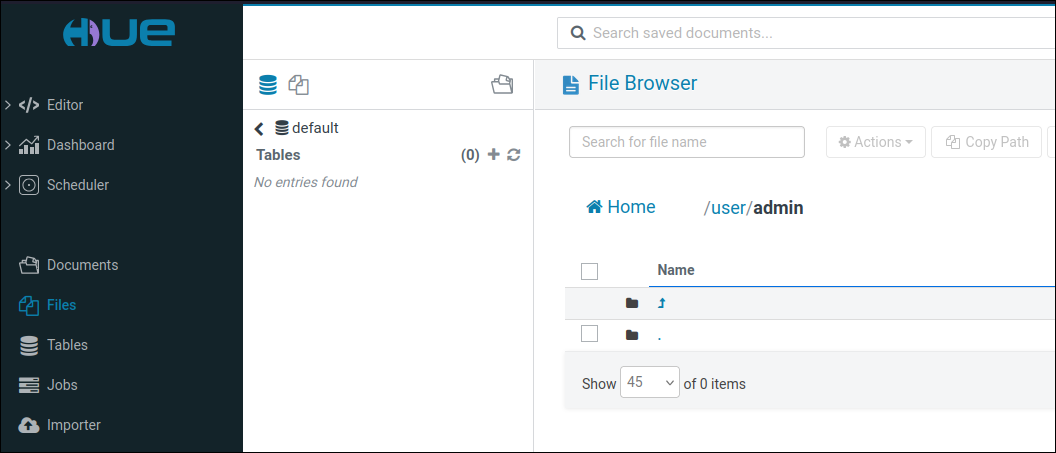 HUE
Search saved documents...
Editor
Dashboard
Scheduler
Documents
Files
Tables
Jobs
Importer
default
Tables (0)
No entries found
File Browser
Search for file name
Actions
Copy Path
Home /user/admin
Name
.
Show 45 of 0 items